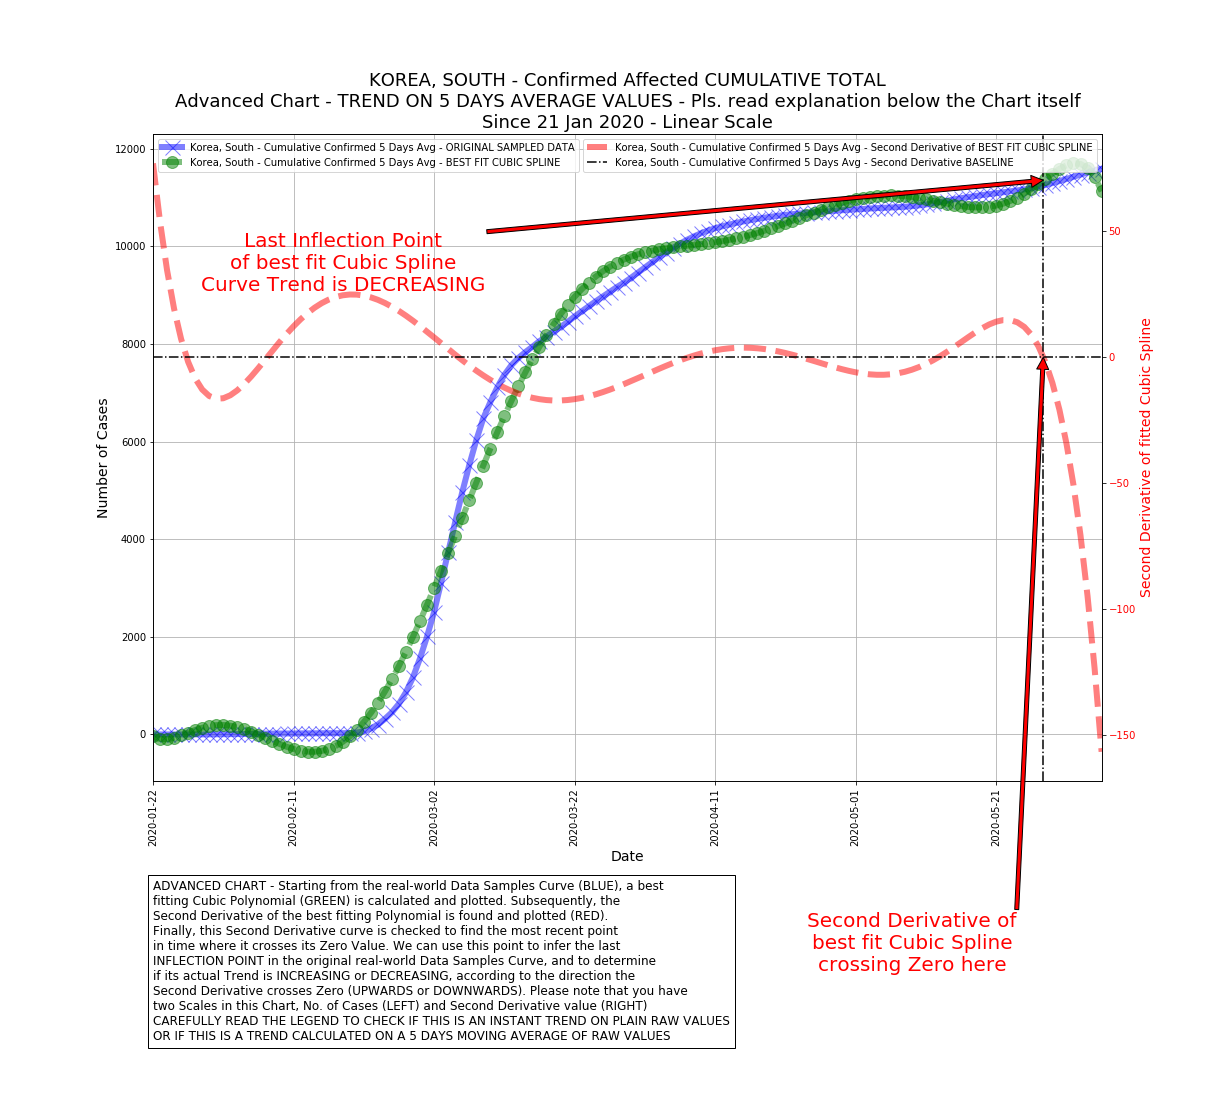 KOREA, SOUTH - Confirmed Affected CUMULATIVE TOTAL
Advanced Chart - TREND ON 5 DAYS AVERAGE VALUES - Pls. read explanation below the Chart itself
Since 21 Jan 2020 - Linear Scale
Korea, South - Cumulative Confirmed 5 Days Avg - ORIGINAL SAMPLED DATA
Korea, South - Cumulative Confirmed 5 Days Avg - BEST FIT CUBIC SPLINE
Korea, South - Cumulative Confirmed 5 Days Avg - Second Derivative of BEST FIT CUBIC SPLINE
Korea, South - Cumulative Confirmed 5 Days Avg - Second Derivative BASELINE
12000
10000
8000
6000
4000
2000
0
Number of Cases
Last Inflection Point
of best fit Cubic Spline
Curve Trend is DECREASING
50
0
−50
−100
−150
Second Derivative of fitted Cubic Spline
2020-01-22
2020-02-11
2020-03-02
2020-03-22
2020-04-11
2020-05-01
2020-05-21
Date
ADVANCED CHART - Starting from the real-world Data Samples Curve (BLUE), a best
fitting Cubic Polynomial (GREEN) is calculated and plotted. Subsequently, the
Second Derivative of the best fitting Polynomial is found and plotted (RED).
Finally, this Second Derivative curve is checked to find the most recent point
in time where it crosses its Zero Value. We can use this point to infer the last
INFLECTION POINT in the original real-world Data Samples Curve, and to determine
if its actual Trend is INCREASING or DECREASING, according to the direction the
Second Derivative crosses Zero (UPWARDS or DOWNWARDS). Please note that you have
two Scales in this Chart, No. of Cases (LEFT) and Second Derivative value (RIGHT)
CAREFULLY READ THE LEGEND TO CHECK IF THIS IS AN INSTANT TREND ON PLAIN RAW VALUES
OR IF THIS IS A TREND CALCULATED ON A 5 DAYS MOVING AVERAGE OF RAW VALUES
Second Derivative of
best fit Cubic Spline
crossing Zero here